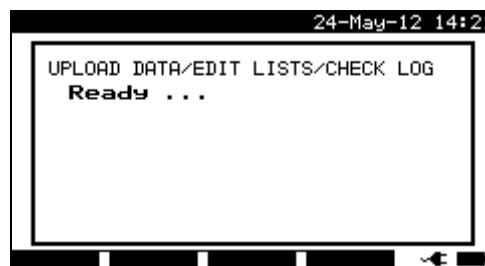 24-May-12 14:2
UPLOAD DATA/EDIT LISTS/CHECK LOG
Ready ...